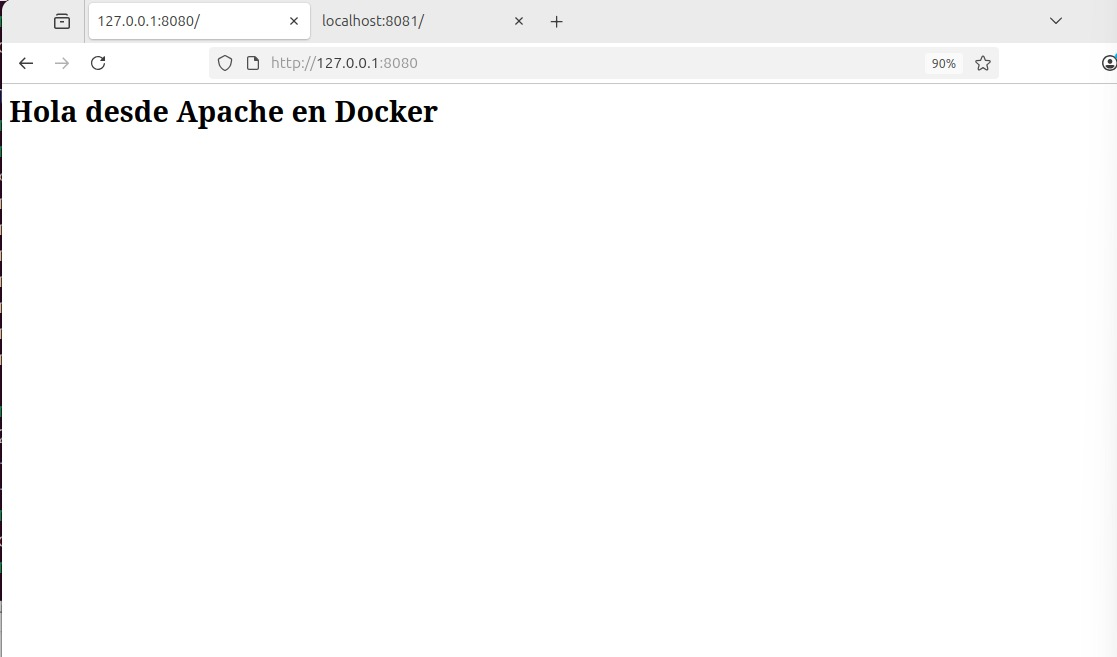 127.0.0.1:8080/
localhost:8081/
http://127.0.0.1:8080
90%
Hola desde Apache en Docker